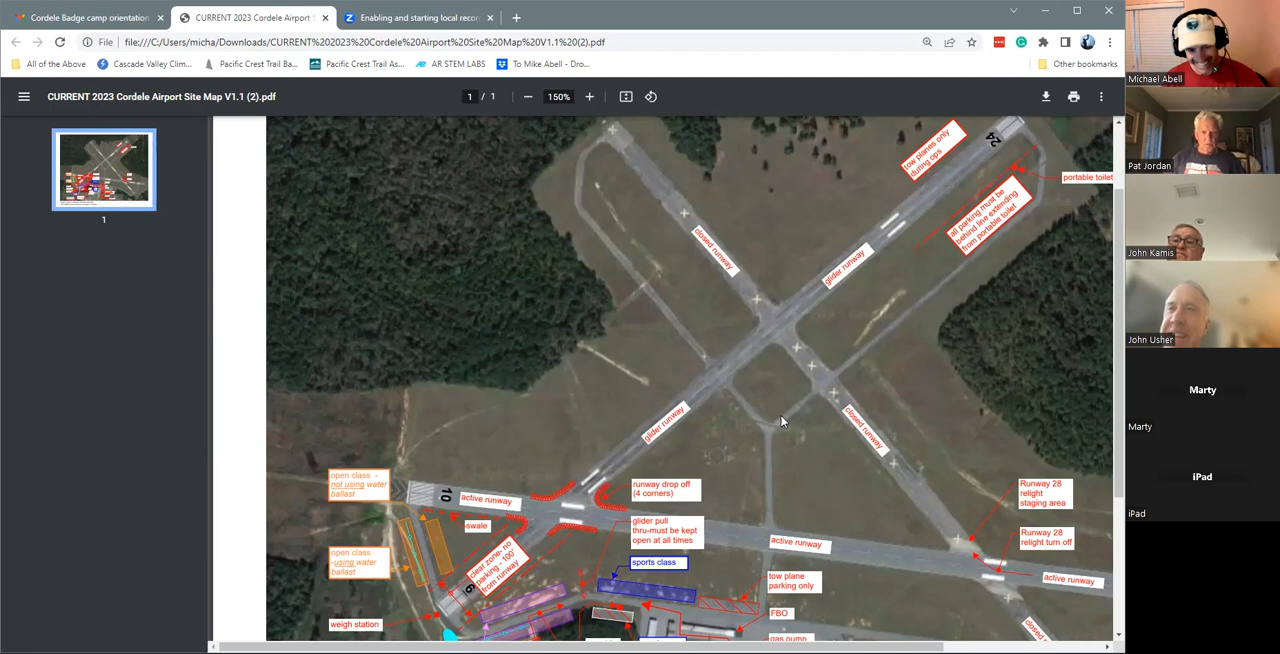 Cordele Badge camp orientation
CURRENT 2023 Cordele Airport S
Enabling and starting local recor
File
file:///C:/Users/micha/Downloads/CURRENT%202023%20Cordele%20Airport%20Site%20Map%20V1.1%20(2).pdf
All of the Above
Cascade Valley Clim...
Pacific Crest Trail Ba...
Pacific Crest Trail As...
AR STEM LABS
To Mike Abell - Dro...
Other bookmarks
CURRENT 2023 Cordele Airport Site Map V1.1 (2).pdf
1 / 1
150%
1
24
tow planes only
during ops
portable toilet
all parking must be
behind line extending
from portable toilet
closed runway
glider runway
glider runway
closed runway
open class -
not using water
ballast
10
active runway
runway drop off
(4 corners)
Runway 28
relight
staging area
swale
glider pull
thru-must be kept
open at all times
Runway 28
relight turn off
active runway
open class
-using water
ballast
clear zone- no
parking - 100'
from runway
sports class
tow plane
parking only
active runway
6
weigh station
FBO
gas pump
closed
Michael Abell
Pat Jordan
John Kamis
John Usher
Marty
Marty
iPad
iPad